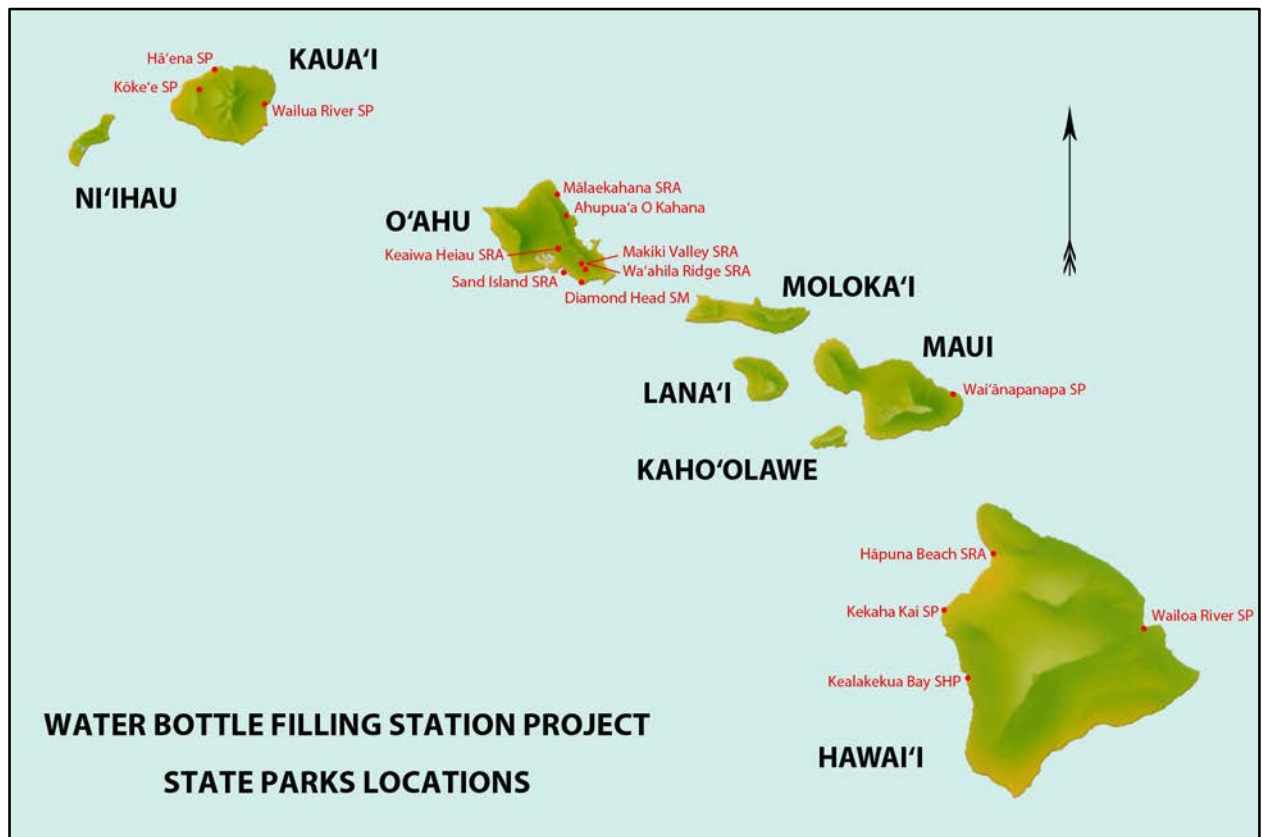 Hā‘ena SP
KAUA‘I
Kōke‘e SP
Wailua River SP
NI‘IHAU
Mālaekahana SRA
O‘AHU
Ahupua‘a O Kahana
Keaiwa Heiau SRA
Makiki Valley SRA
Wa‘ahila Ridge SRA
Sand Island SRA
Diamond Head SM
MOLOKA‘I
MAUI
LANA‘I
Wai‘ānapanapa SP
KAHO‘OLAWE
Hāpuna Beach SRA
Kekaha Kai SP
Wailoa River SP
Kealakekua Bay SHP
HAWAI‘I
WATER BOTTLE FILLING STATION PROJECT
STATE PARKS LOCATIONS